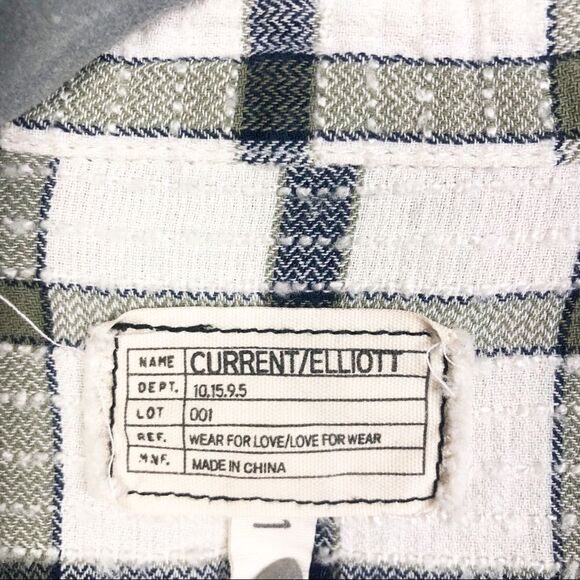 NAME CURRENT/ELLIOTT
DEPT. 10.15.9.5
LOT 001
REF. WEAR FOR LOVE/LOVE FOR WEAR
MNF. MADE IN CHINA
1